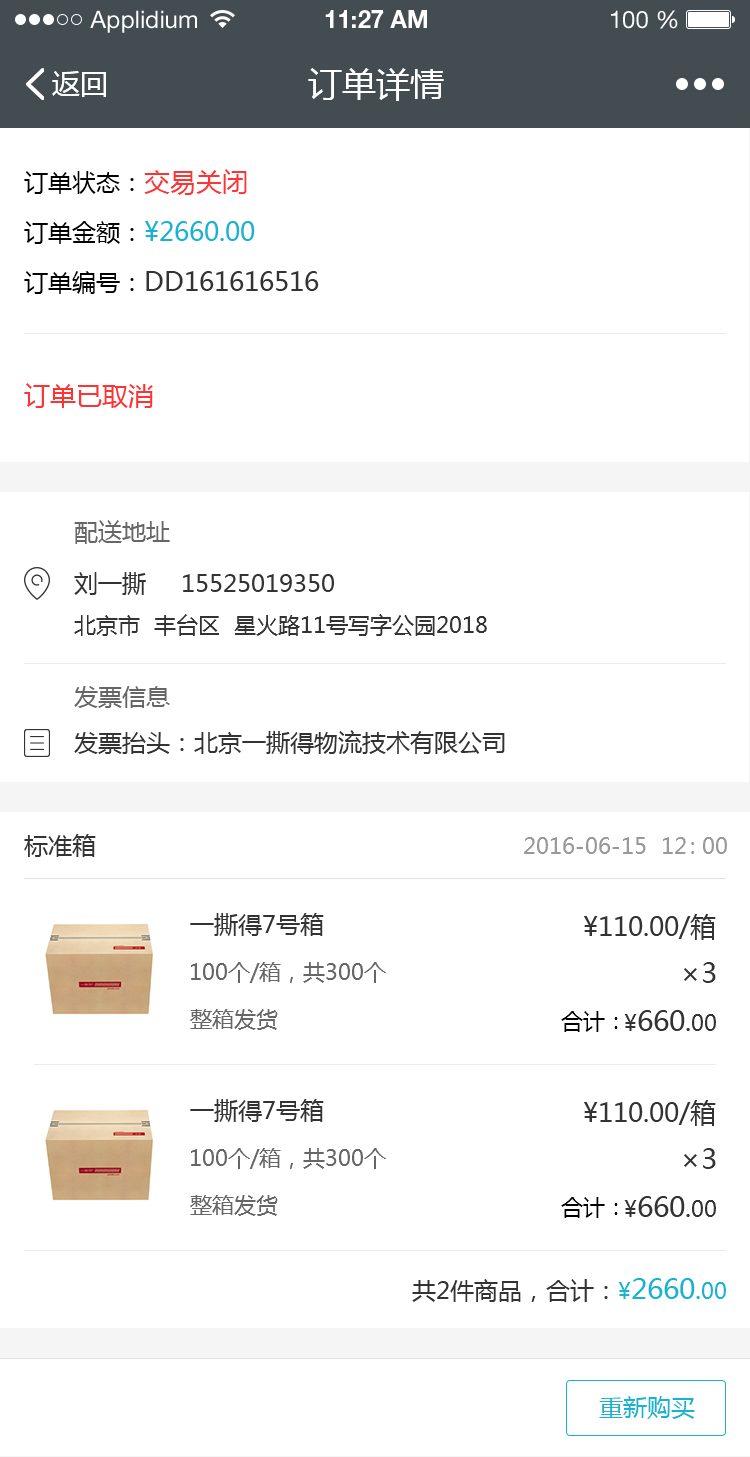 Applidium 11:27 AM 100 %
返回 订单详情
订单状态：交易关闭
订单金额：¥2660.00
订单编号：DD161616516
订单已取消
配送地址
刘一撕 15525019350
北京市 丰台区 星火路11号写字公园2018
发票信息
发票抬头：北京一撕得物流技术有限公司
标准箱 2016-06-15 12:00
一撕得7号箱 ¥110.00/箱
100个/箱，共300个 ×3
整箱发货 合计：¥660.00
一撕得7号箱 ¥110.00/箱
100个/箱，共300个 ×3
整箱发货 合计：¥660.00
共2件商品，合计：¥2660.00
重新购买